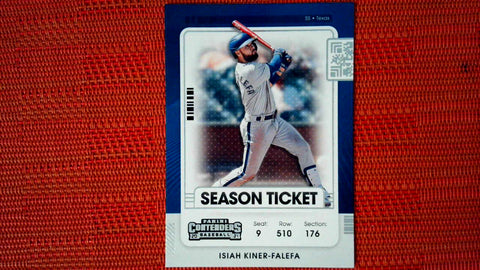 SS • Texas
SEASON TICKET
PANINI
CONTENDERS
BASEBALL
Seat: Row: Section:
9 510 176
ISIAH KINER-FALEFA